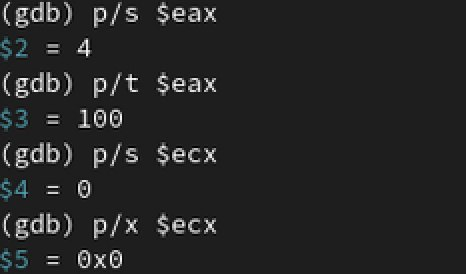 (gdb) p/s $eax
$2 = 4
(gdb) p/t $eax
$3 = 100
(gdb) p/s $ecx
$4 = 0
(gdb) p/x $ecx
$5 = 0x0